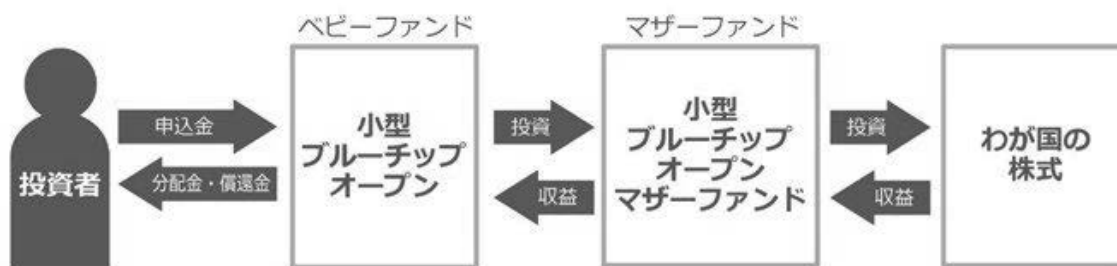 ベビーファンド
マザーファンド
投資者
申込金
分配金・償還金
小型
ブルーチップ
オープン
投資
収益
小型
ブルーチップ
オープン
マザーファンド
投資
収益
わが国の
株式